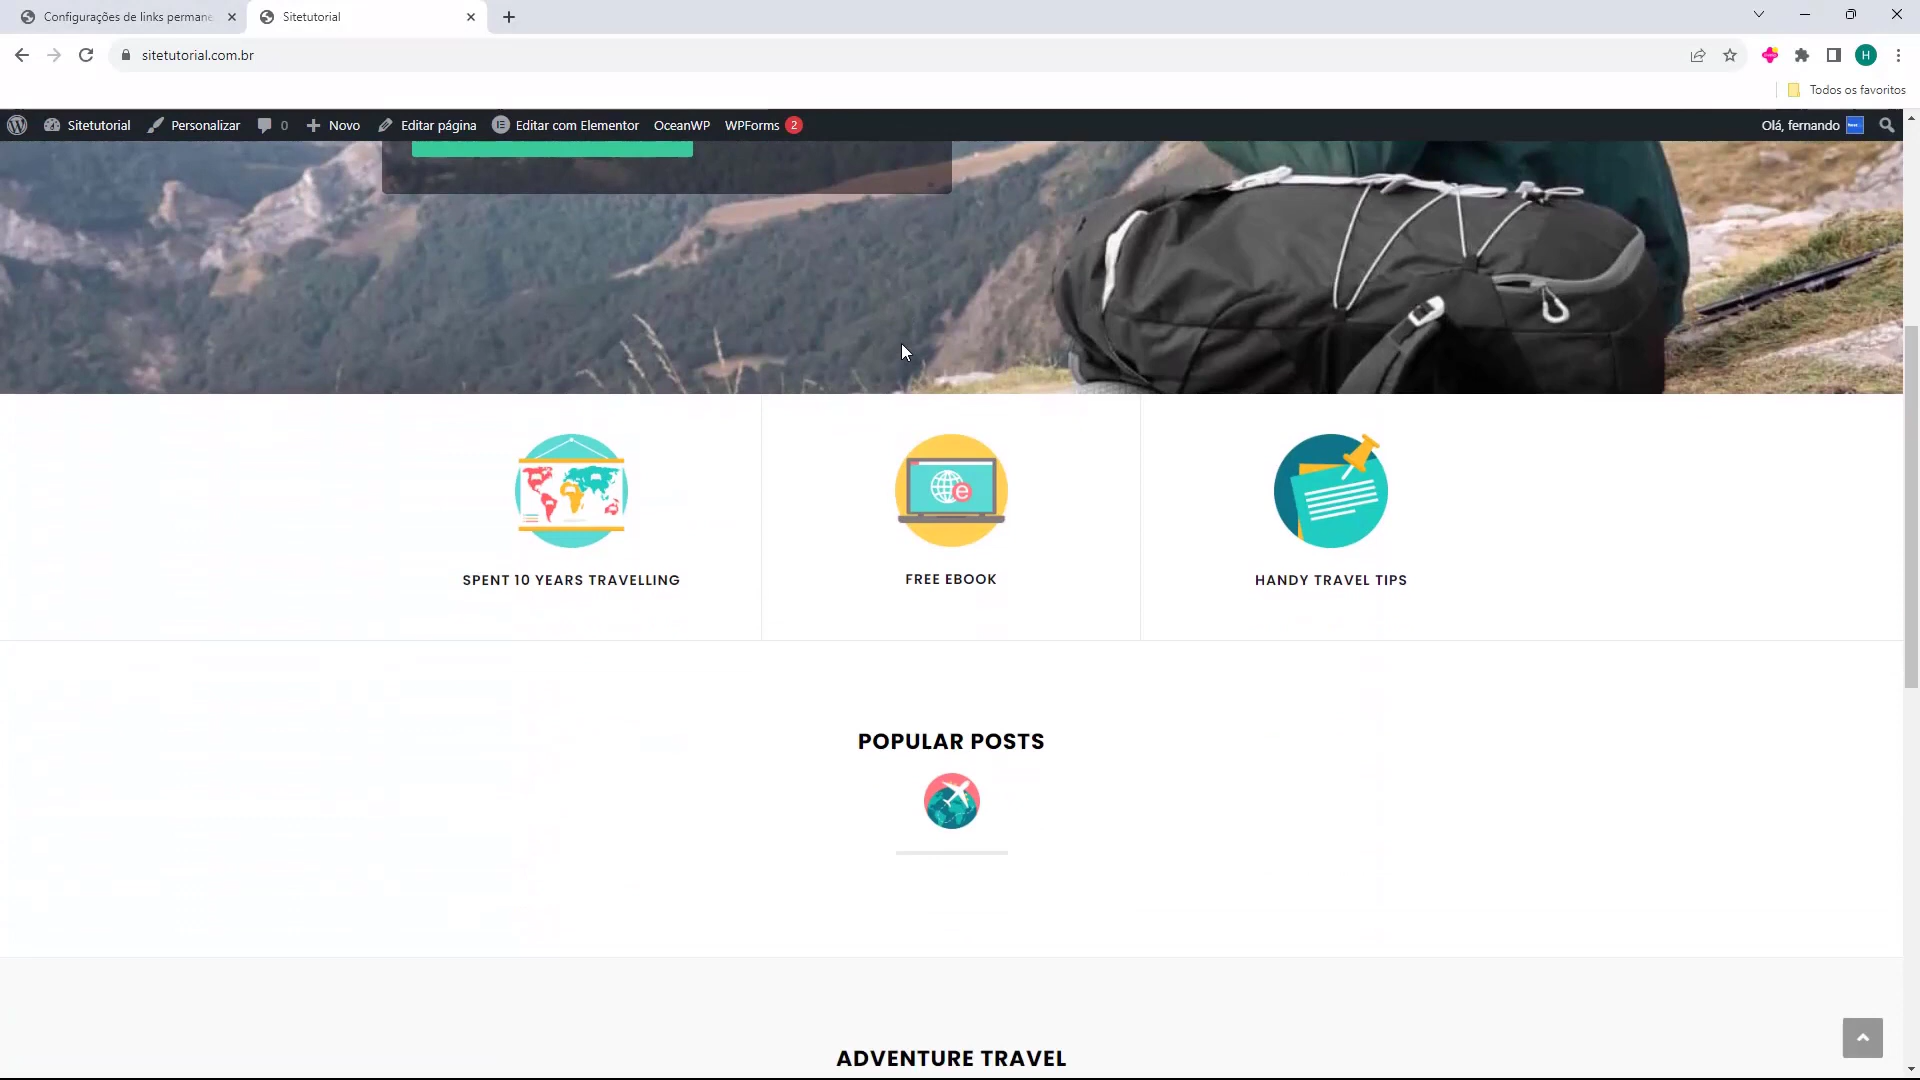 Configurações de links permane
Sitetutorial
sitetutorial.com.br
H
Todos os favoritos
Sitetutorial
Personalizar
0
Novo
Editar página
Editar com Elementor
OceanWP
WPForms 2
Olá, fernando
SPENT 10 YEARS TRAVELLING
FREE EBOOK
HANDY TRAVEL TIPS
POPULAR POSTS
ADVENTURE TRAVEL